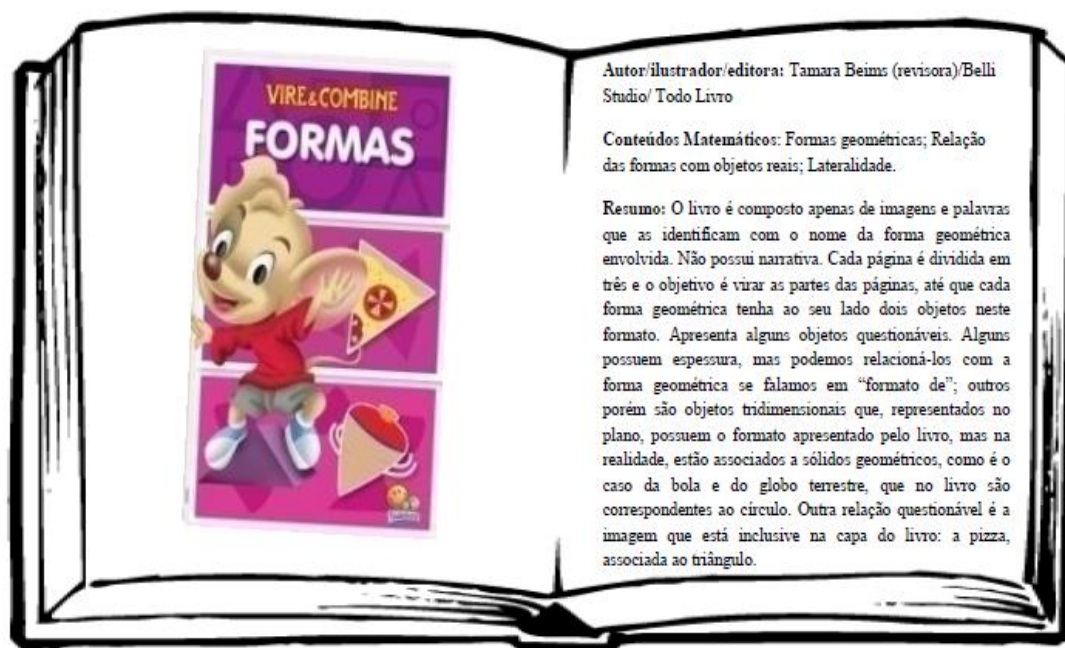 VIRE&COMBINE
FORMAS
Autor/ilustrador/editora: Tamara Beims (revisora)/Belli
Studio/ Todo Livro
Conteúdos Matemáticos: Formas geométricas; Relação
das formas com objetos reais; Lateralidade.
Resumo: O livro é composto apenas de imagens e palavras
que as identificam com o nome da forma geométrica
envolvida. Não possui narrativa. Cada página é dividida em
três e o objetivo é virar as partes das páginas, até que cada
forma geométrica tenha ao seu lado dois objetos neste
formato. Apresenta alguns objetos questionáveis. Alguns
possuem espessura, mas podemos relacioná-los com a
forma geométrica se falamos em “formato de”; outros
porém são objetos tridimensionais que, representados no
plano, possuem o formato apresentado pelo livro, mas na
realidade, estão associados a sólidos geométricos, como é o
caso da bola e do globo terrestre, que no livro são
correspondentes ao círculo. Outra relação questionável é a
imagem que está inclusive na capa do livro: a pizza,
associada ao triângulo.